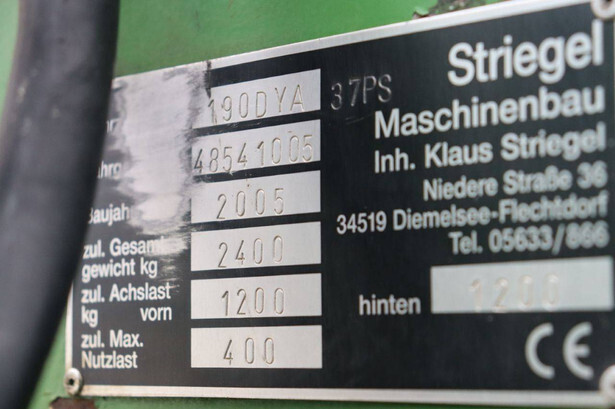 190DYA 37PS
48541005
Baujahr 2005
zul. Gesamt
gewicht kg 2400
zul. Achslast
kg vorn 1200
hinten 1200
zul. Max.
Nutzlast 400
Striegel
Maschinenbau
Inh. Klaus Striegel
Niedere Straße 36
34519 Diemelsee-Flechtdorf
Tel. 05633/866
CE